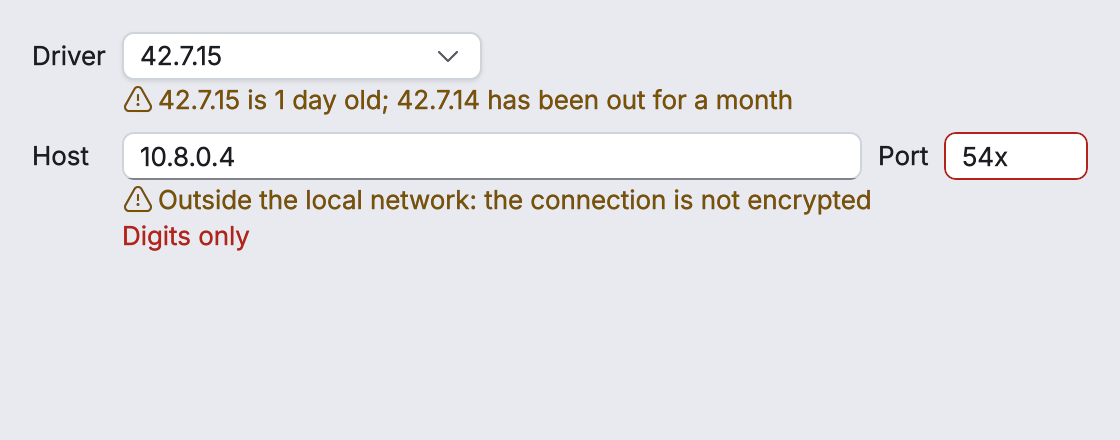 Driver 42.7.15
42.7.15 is 1 day old; 42.7.14 has been out for a month
Host 10.8.0.4 Port 54x
Outside the local network: the connection is not encrypted
Digits only